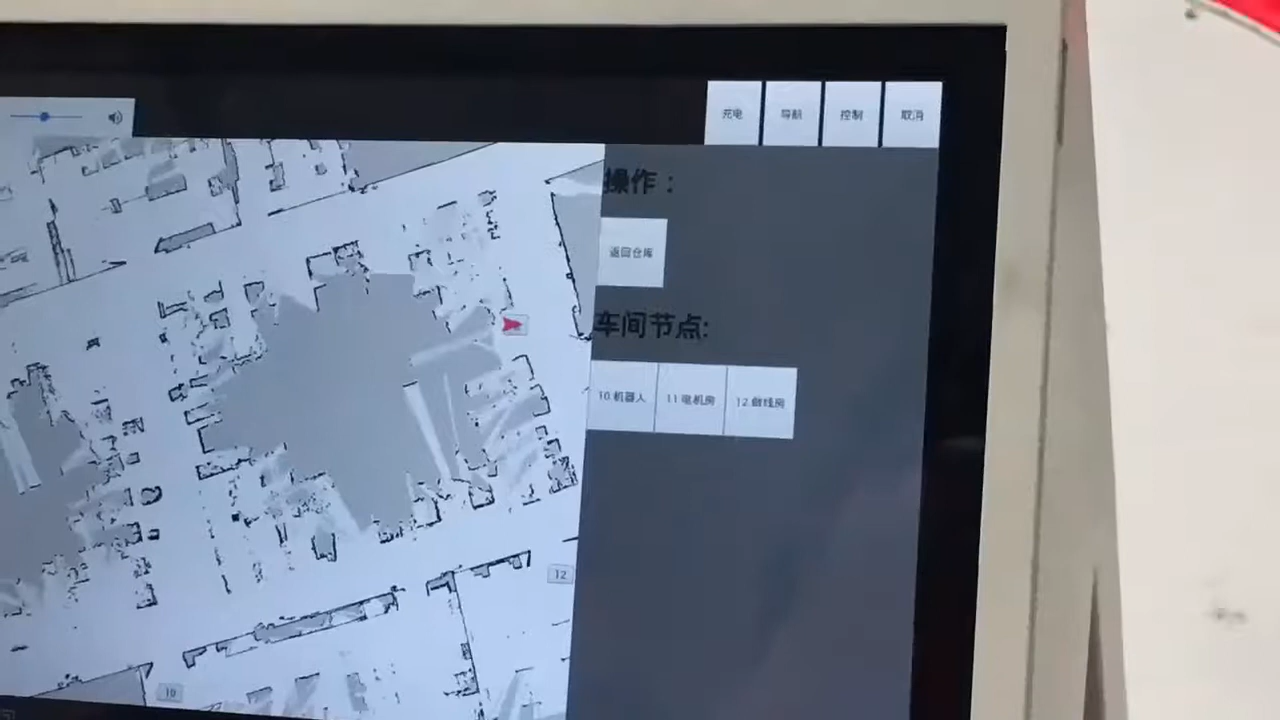 充电 导航 控制 取消
操作：
返回仓库
车间节点:
10.机器人 11.电机房 12.做线房
12
10